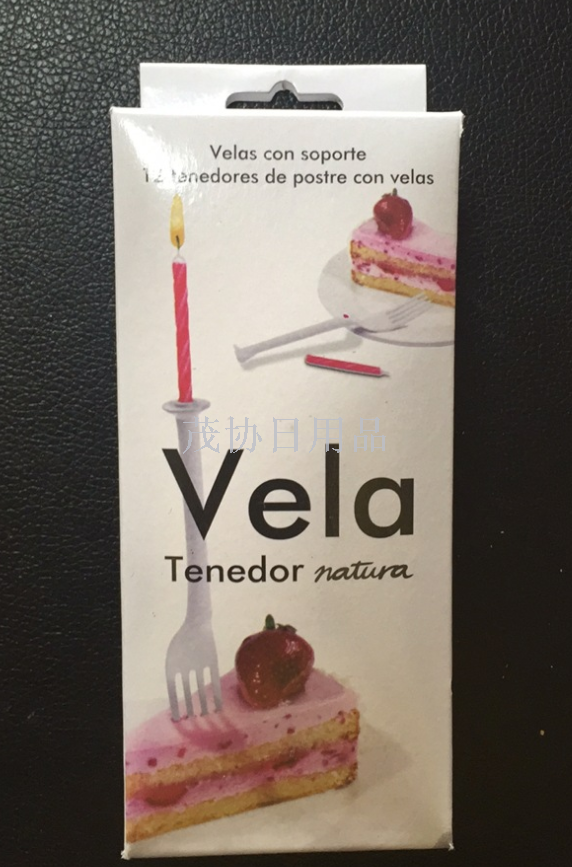 Velas con soporte
12 tenedores de postre con velas
茂协日用品
Vela
Tenedor natura